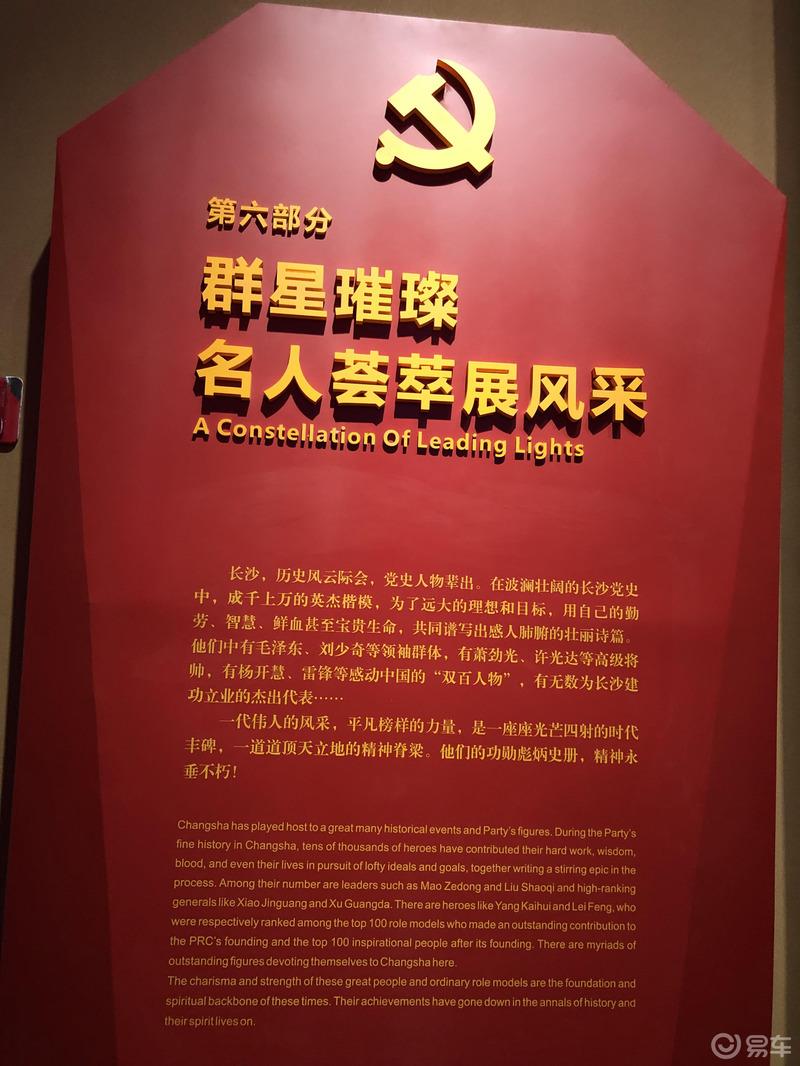 第六部分
群星璀璨
名人荟萃展风采
A Constellation Of Leading Lights
长沙，历史风云际会，党史人物辈出。在波澜壮阔的长沙党史
中，成千上万的英杰楷模，为了远大的理想和目标，用自己的勤
劳、智慧、鲜血甚至宝贵生命，共同谱写出感人肺腑的壮丽诗篇。
他们中有毛泽东、刘少奇等领袖群体，有萧劲光、许光达等高级将
帅，有杨开慧、雷锋等感动中国的“双百人物”，有无数为长沙建
功立业的杰出代表……
一代伟人的风采，平凡榜样的力量，是一座座光芒四射的时代
丰碑，一道道顶天立地的精神脊梁。他们的功勋彪炳史册，精神永
垂不朽！
Changsha has played host to a great many historical events and Party's figures. During the Party's
fine history in Changsha, tens of thousands of heroes have contributed their hard work, wisdom,
blood, and even their lives in pursuit of lofty ideals and goals, together writing a stirring epic in the
process. Among their number are leaders such as Mao Zedong and Liu Shaoqi and high-ranking
generals like Xiao Jinguang and Xu Guangda. There are heroes like Yang Kaihui and Lei Feng, who
were respectively ranked among the top 100 role models who made an outstanding contribution to
the PRC's founding and the top 100 inspirational people after its founding. There are myriads of
outstanding figures devoting themselves to Changsha here.
The charisma and strength of these great people and ordinary role models are the foundation and
spiritual backbone of these times. Their achievements have gone down in the annals of history and
their spirit lives on.
易车